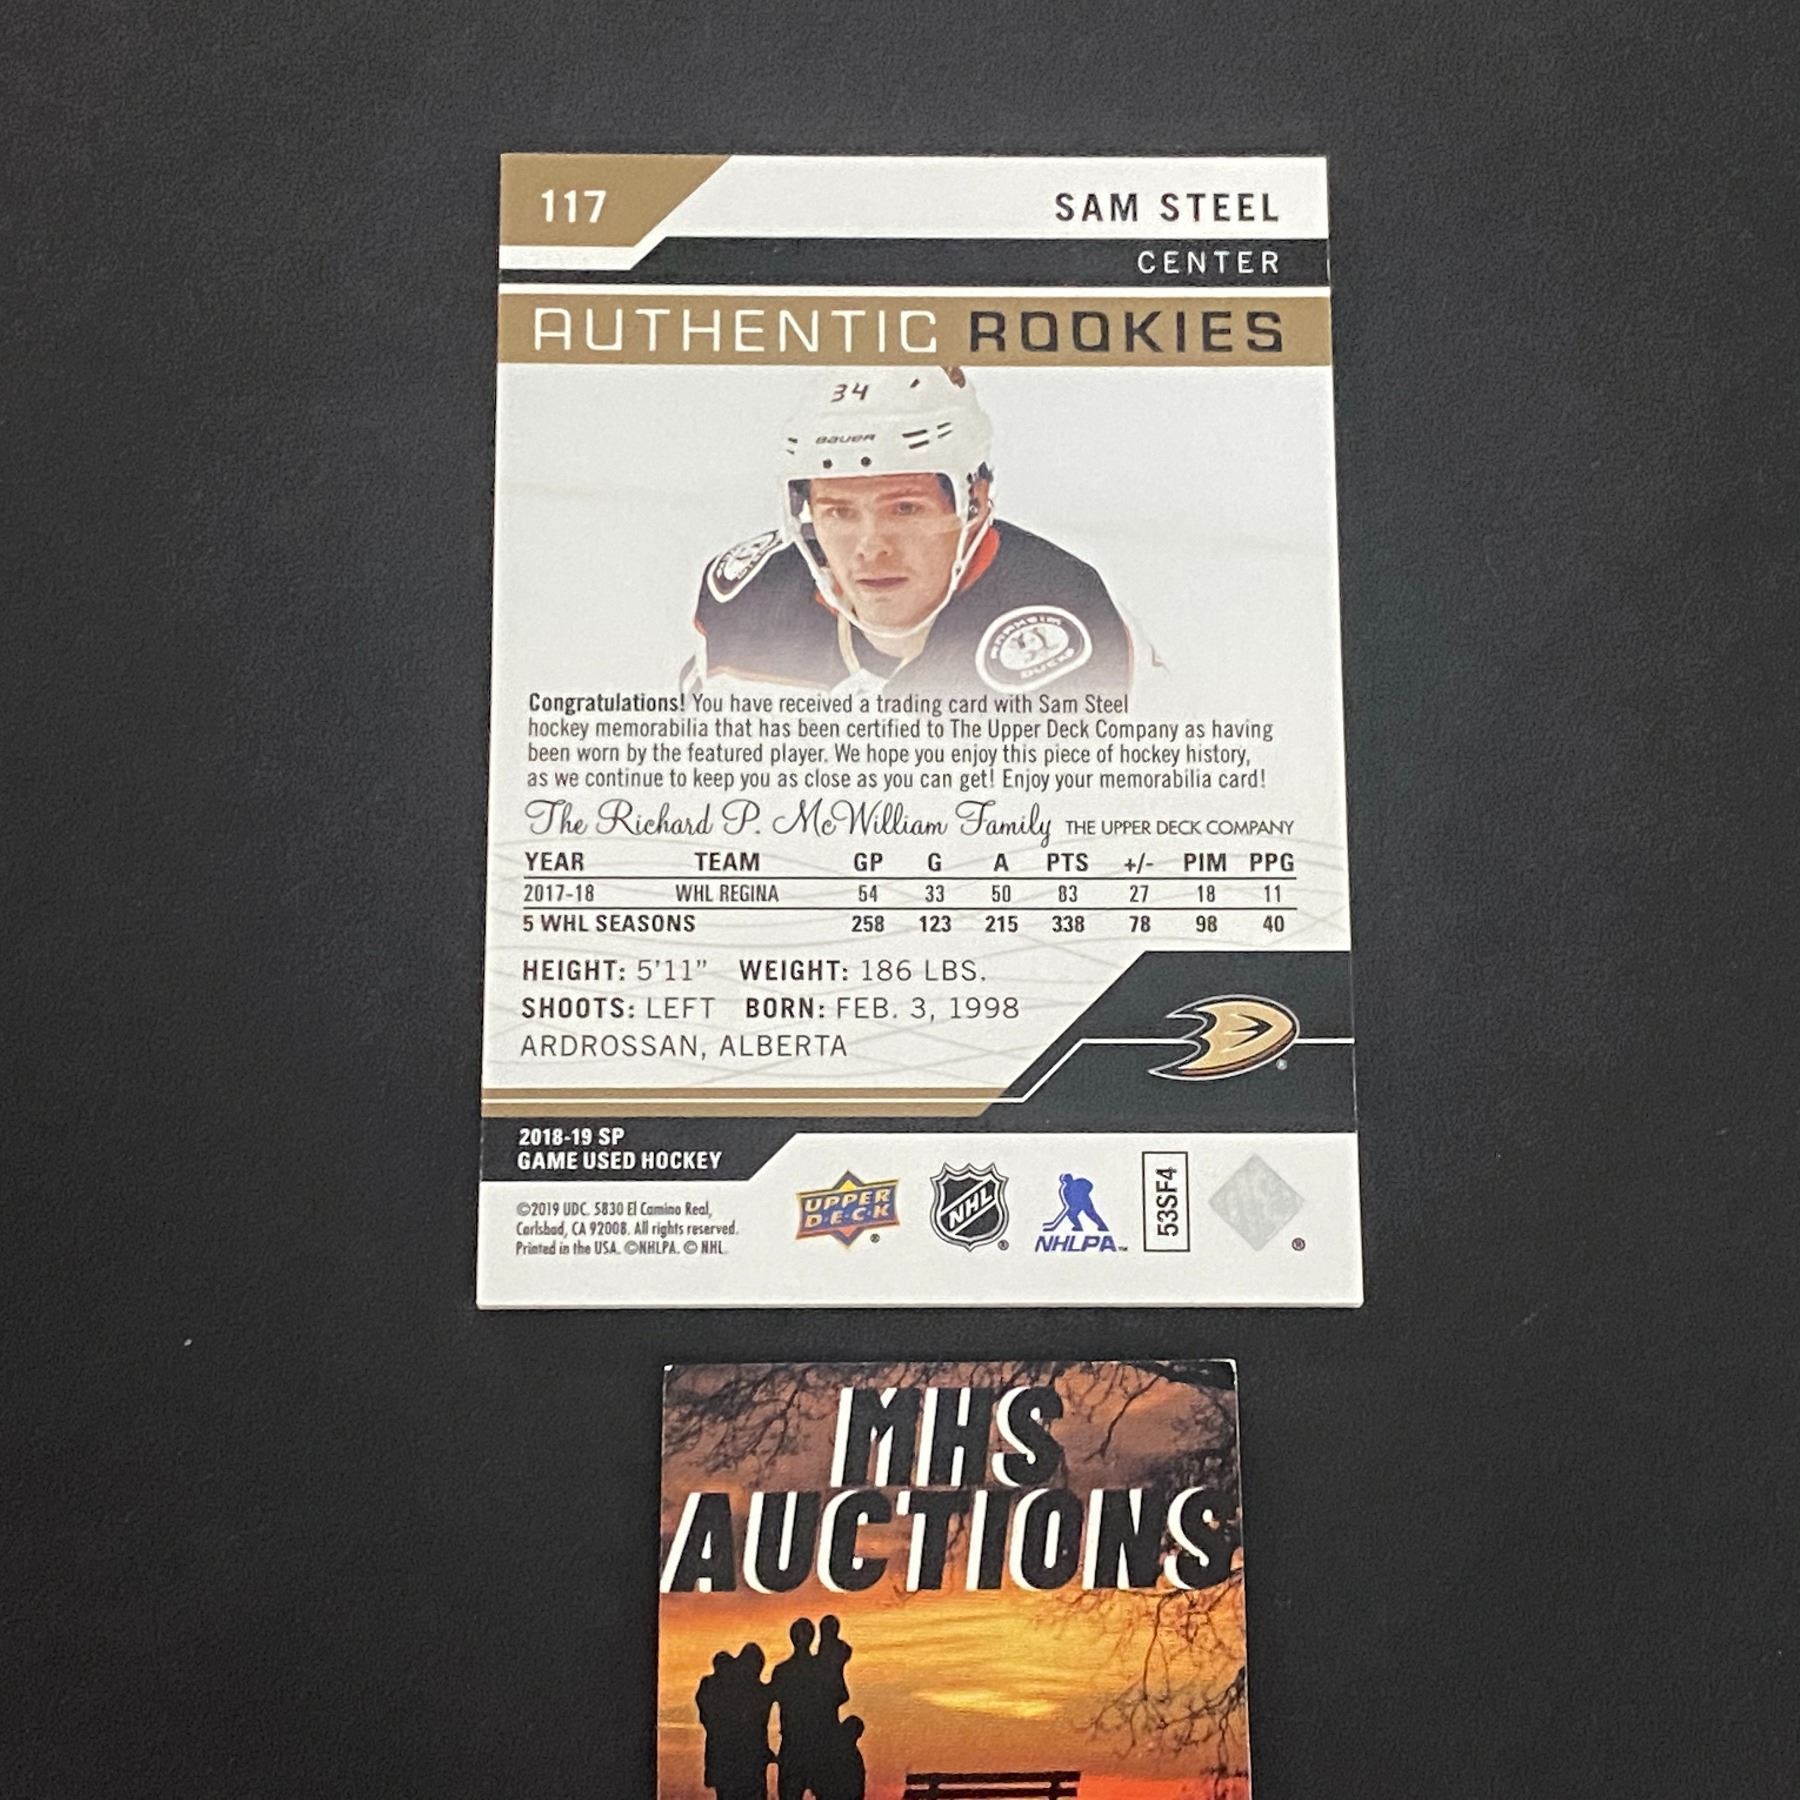 117
SAM STEEL
CENTER
AUTHENTIC ROOKIES
34
BAUER
ANAHEIM
DUCKS
Congratulations! You have received a trading card with Sam Steel
hockey memorabilia that has been certified to The Upper Deck Company as having
been worn by the featured player. We hope you enjoy this piece of hockey history,
as we continue to keep you as close as you can get! Enjoy your memorabilia card!
The Richard P. McWilliam Family THE UPPER DECK COMPANY
YEAR TEAM GP G A PTS +/- PIM PPG
2017-18 WHL REGINA 54 33 50 83 27 18 11
5 WHL SEASONS 258 123 215 338 78 98 40
HEIGHT: 5'11" WEIGHT: 186 LBS.
SHOOTS: LEFT BORN: FEB. 3, 1998
ARDROSSAN, ALBERTA
2018-19 SP
GAME USED HOCKEY
©2019 UDC. 5830 El Camino Real,
Carlsbad, CA 92008. All rights reserved.
Printed in the USA. ©NHLPA. © NHL.
UPPER
D·E·C·K
®
NHL
®
NHLPA™
53SF4
®
MHS
AUCTIONS